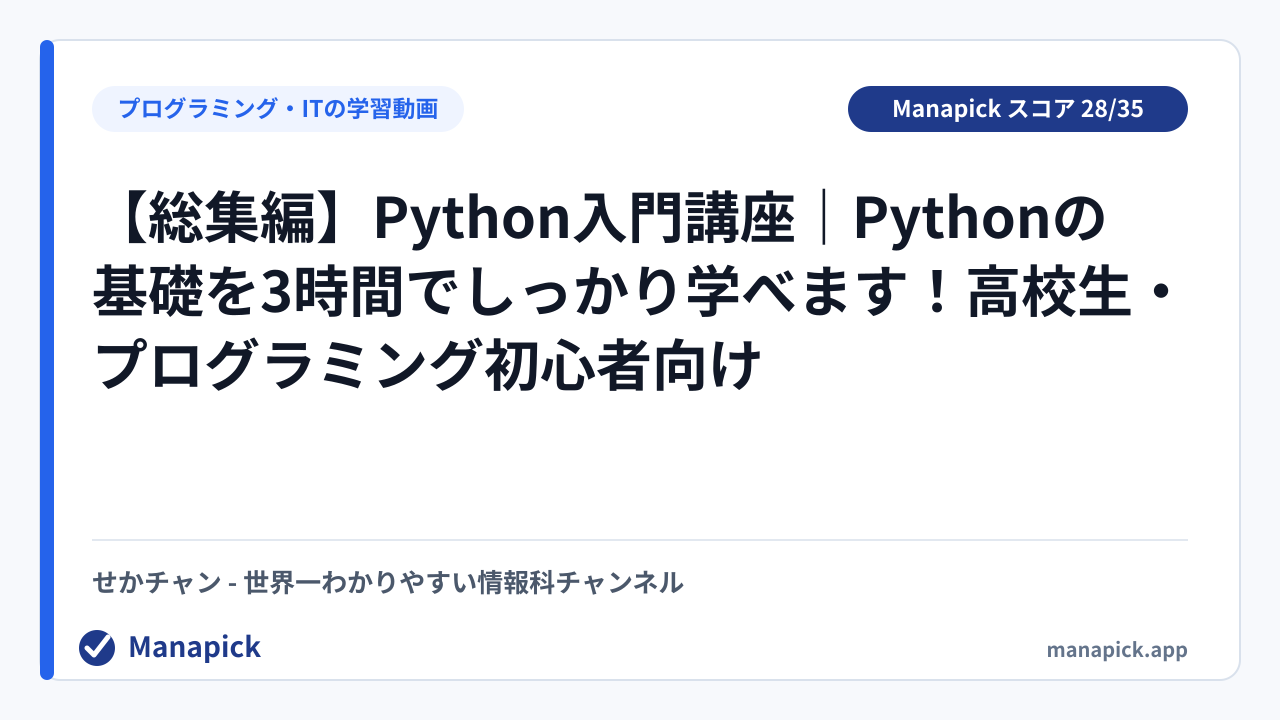 プログラミング・ITの学習動画
Manapick スコア 28/35
【総集編】Python入門講座｜Pythonの
基礎を3時間でしっかり学べます！高校生・
プログラミング初心者向け
せかチャン - 世界一わかりやすい情報科チャンネル
Manapick
manapick.app